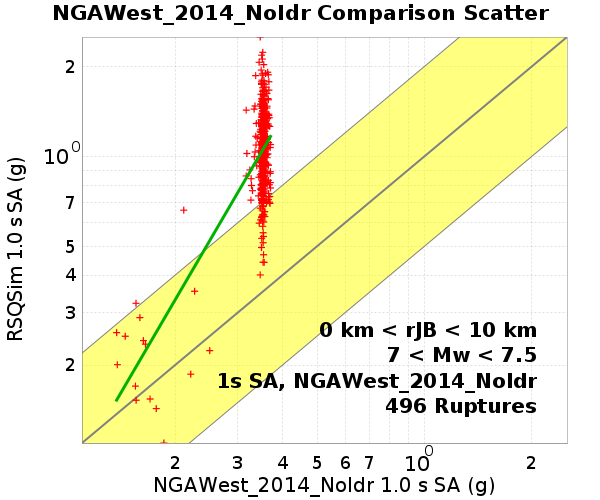 NGAWest_2014_NoIdr Comparison Scatter
RSQSim 1.0 s SA (g)
2
10⁰
7
5
4
3
2
0 km < rJB < 10 km
7 < Mw < 7.5
1s SA, NGAWest_2014_NoIdr
496 Ruptures
2 3 4 5 6 7 10⁰ 2
NGAWest_2014_NoIdr 1.0 s SA (g)